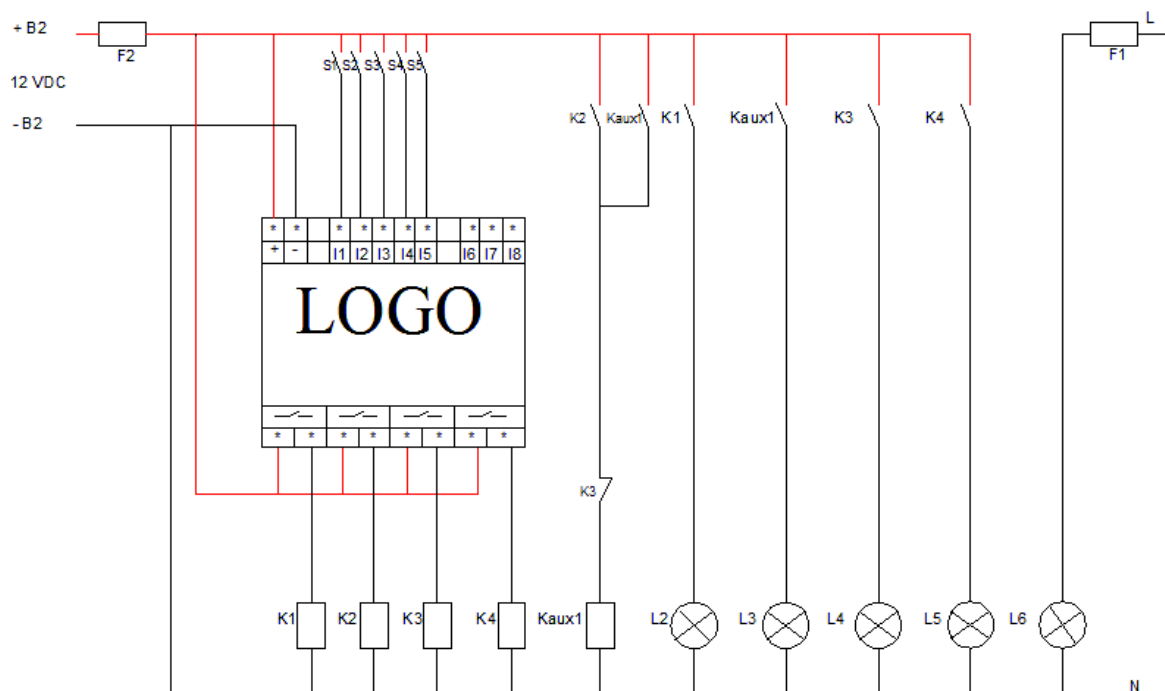 + B2
F2
L
F1
12 VDC
- B2
S1 S2 S3 S4 S5
K2 Kaux1 K1 Kaux1 K3 K4
* * * * * * * * * *
+ - I1 I2 I3 I4 I5 I6 I7 I8
LOGO
* * * * * * * *
K3
K1 K2 K3 K4 Kaux1 L2 L3 L4 L5 L6
N